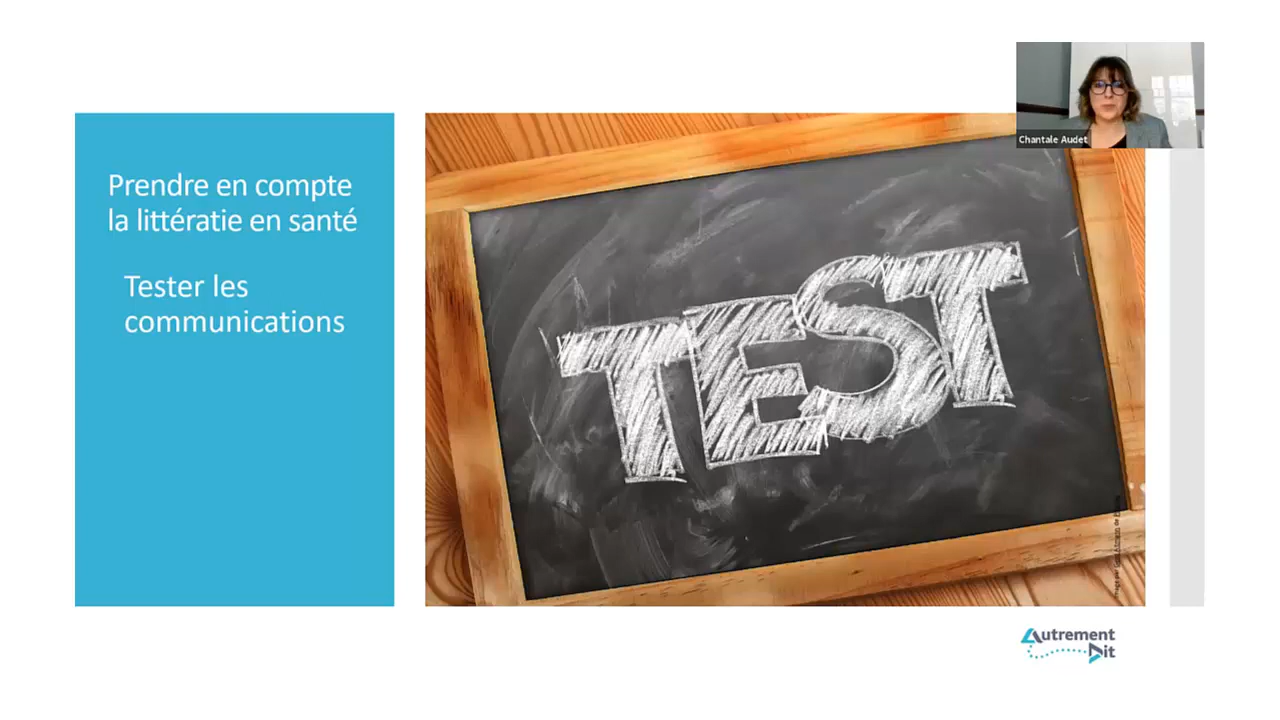 Prendre en compte
la littératie en santé
Tester les
communications
TEST
Chantale Audet
Autrement
Dit